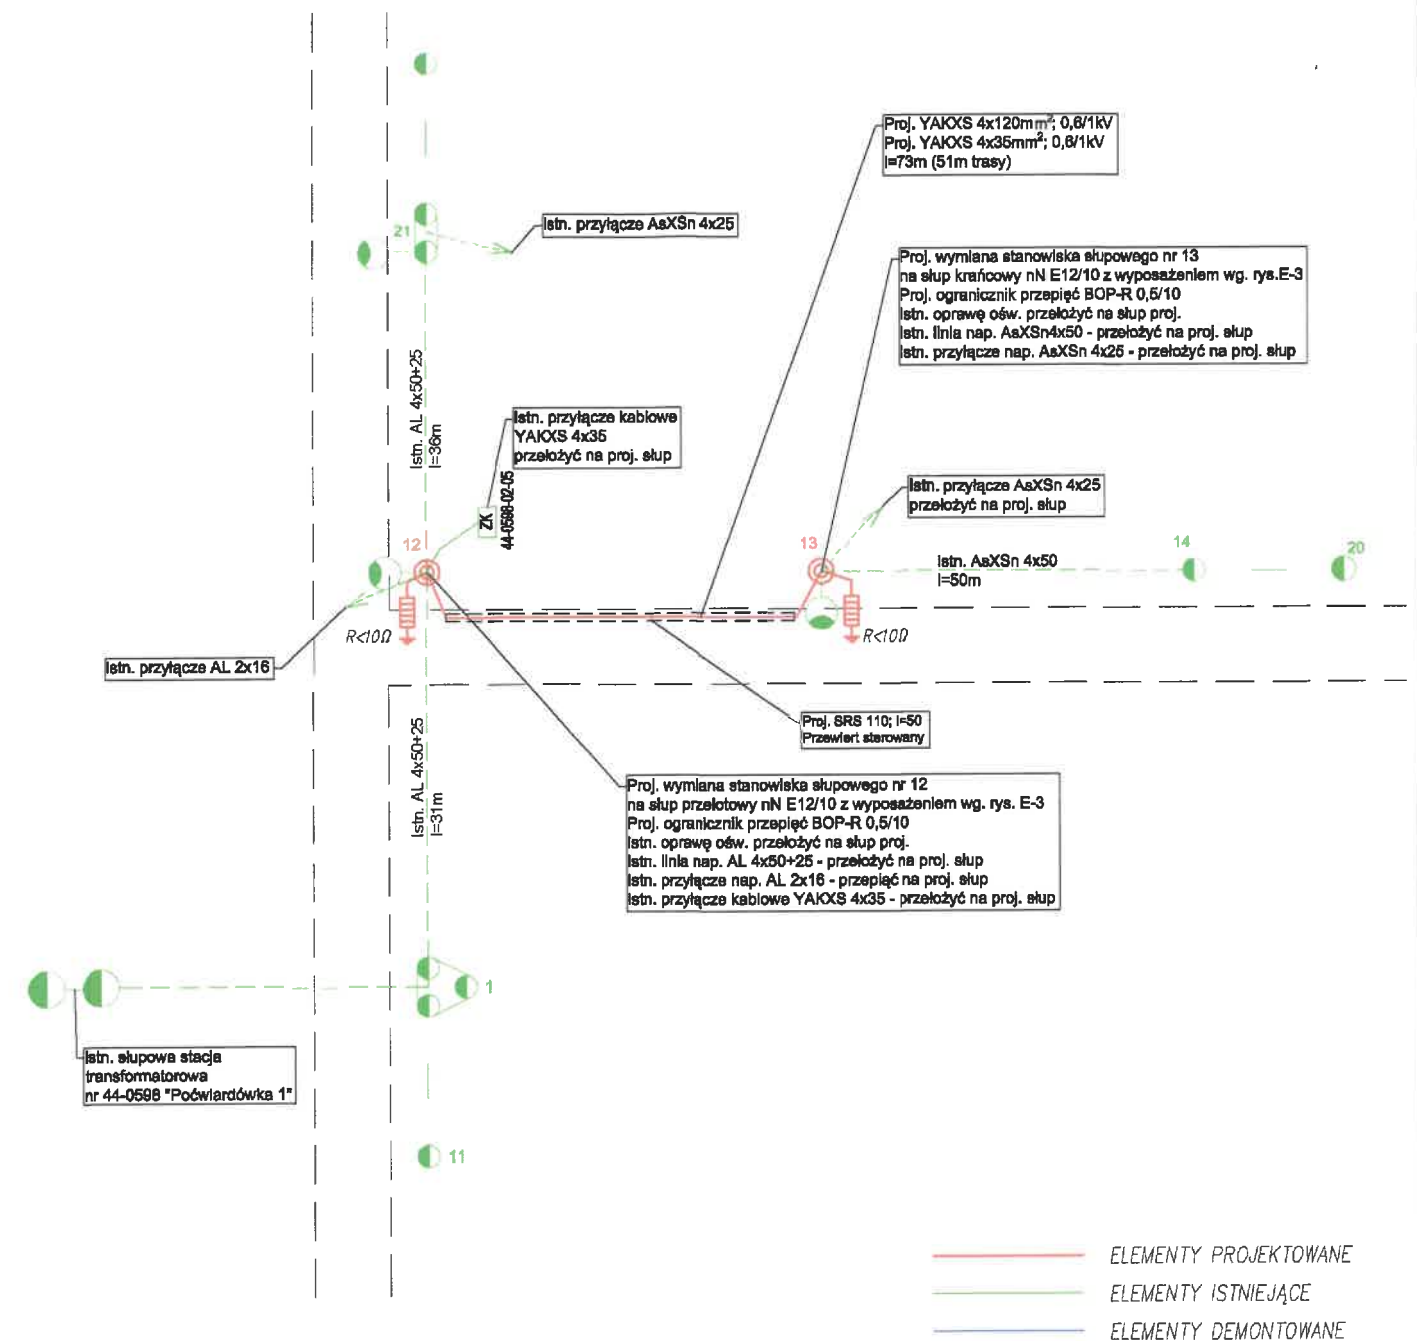 Proj. YAKXS 4x120mm²; 0,6/1kV
Proj. YAKXS 4x35mm²; 0,6/1kV
l=73m (51m trasy)
21
Istn. przyłącze AsXSn 4x25
Proj. wymiana stanowiska słupowego nr 13
na słup krańcowy nN E12/10 z wyposażeniem wg. rys.E-3
Proj. ogranicznik przepięć BOP-R 0,5/10
Istn. oprawę ośw. przełożyć na słup proj.
Istn. linia nap. AsXSn4x50 - przełożyć na proj. słup
Istn. przyłącze nap. AsXSn 4x25 - przełożyć na proj. słup
Istn. AL 4x50+25
l=36m
Istn. przyłącze kablowe
YAKXS 4x35
przełożyć na proj. słup
ZK
44-0598-02-05
Istn. przyłącze AsXSn 4x25
przełożyć na proj. słup
12
13
14
20
Istn. AsXSn 4x50
l=50m
R<10Ω
R<10Ω
Istn. przyłącze AL 2x16
Proj. SRS 110; l=50
Przewiert sterowany
Istn. AL 4x50+25
l=31m
Proj. wymiana stanowiska słupowego nr 12
na słup przelotowy nN E12/10 z wyposażeniem wg. rys. E-3
Proj. ogranicznik przepięć BOP-R 0,5/10
Istn. oprawę ośw. przełożyć na słup proj.
Istn. linia nap. AL 4x50+25 - przełożyć na proj. słup
Istn. przyłącze nap. AL 2x16 - przepiąć na proj. słup
Istn. przyłącze kablowe YAKXS 4x35 - przełożyć na proj. słup
1
Istn. słupowa stacja
transformatorowa
nr 44-0598 "Poćwiardówka 1"
11
ELEMENTY PROJEKTOWANE
ELEMENTY ISTNIEJĄCE
ELEMENTY DEMONTOWANE